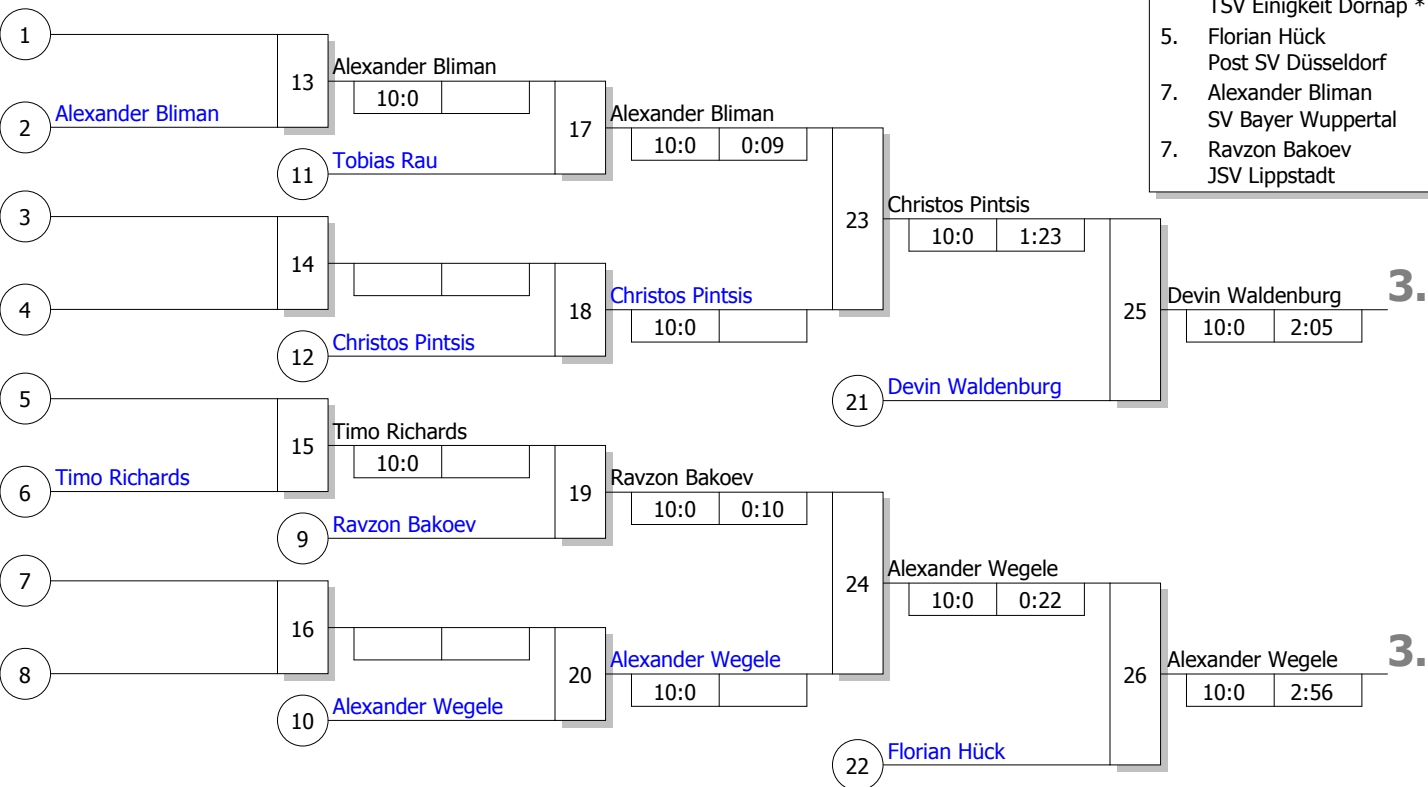 TSV Einigkeit Dornap *
5. Florian Hück
Post SV Düsseldorf
7. Alexander Bliman
SV Bayer Wuppertal
7. Ravzon Bakoev
JSV Lippstadt
1
13
Alexander Bliman
10:0
2
Alexander Bliman
17
Alexander Bliman
10:0 0:09
11
Tobias Rau
3
14
23
Christos Pintsis
10:0 1:23
4
18
Christos Pintsis
10:0
12
Christos Pintsis
25
Devin Waldenburg
10:0 2:05
3.
21
Devin Waldenburg
5
15
Timo Richards
10:0
6
Timo Richards
19
Ravzon Bakoev
10:0 0:10
9
Ravzon Bakoev
7
16
24
Alexander Wegele
10:0 0:22
8
20
Alexander Wegele
10:0
10
Alexander Wegele
26
Alexander Wegele
10:0 2:56
3.
22
Florian Hück